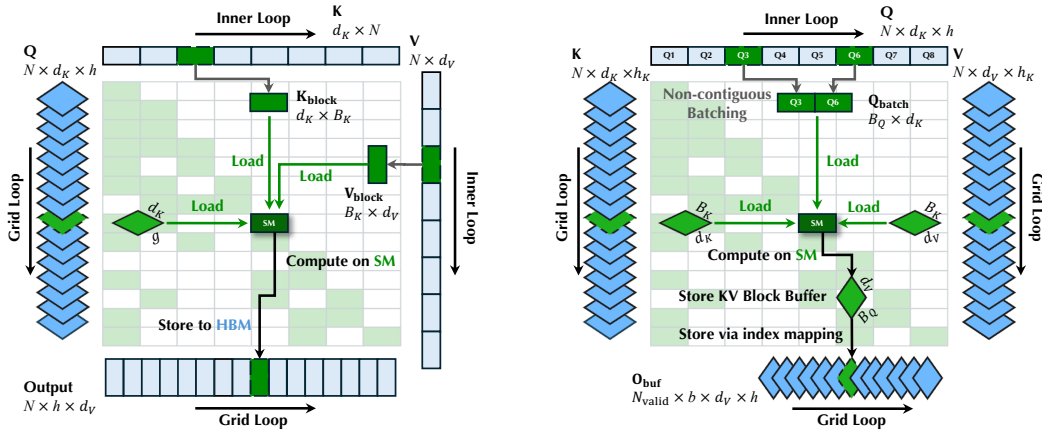 Inner Loop
K
d_K × N
Q
N × d_K × h
V
N × d_V
K_block
d_K × B_K
Load
Load
V_block
B_K × d_V
Grid Loop
Inner Loop
d_K
g
Load
SM
Compute on SM
Store to HBM
Output
N × h × d_V
Grid Loop
Inner Loop
Q
N × d_K × h
K
N × d_K × h_K
Q1 Q2 Q3 Q4 Q5 Q6 Q7 Q8
V
N × d_V × h_K
Non-contiguous
Batching
Q3 Q6
Q_batch
B_Q × d_K
Load
Grid Loop
Grid Loop
B_K
d_K
Load
SM
Load
B_K
d_V
Compute on SM
Store KV Block Buffer
d_V
B_Q
Store via index mapping
O_buf
N_valid × b × d_V × h
Grid Loop